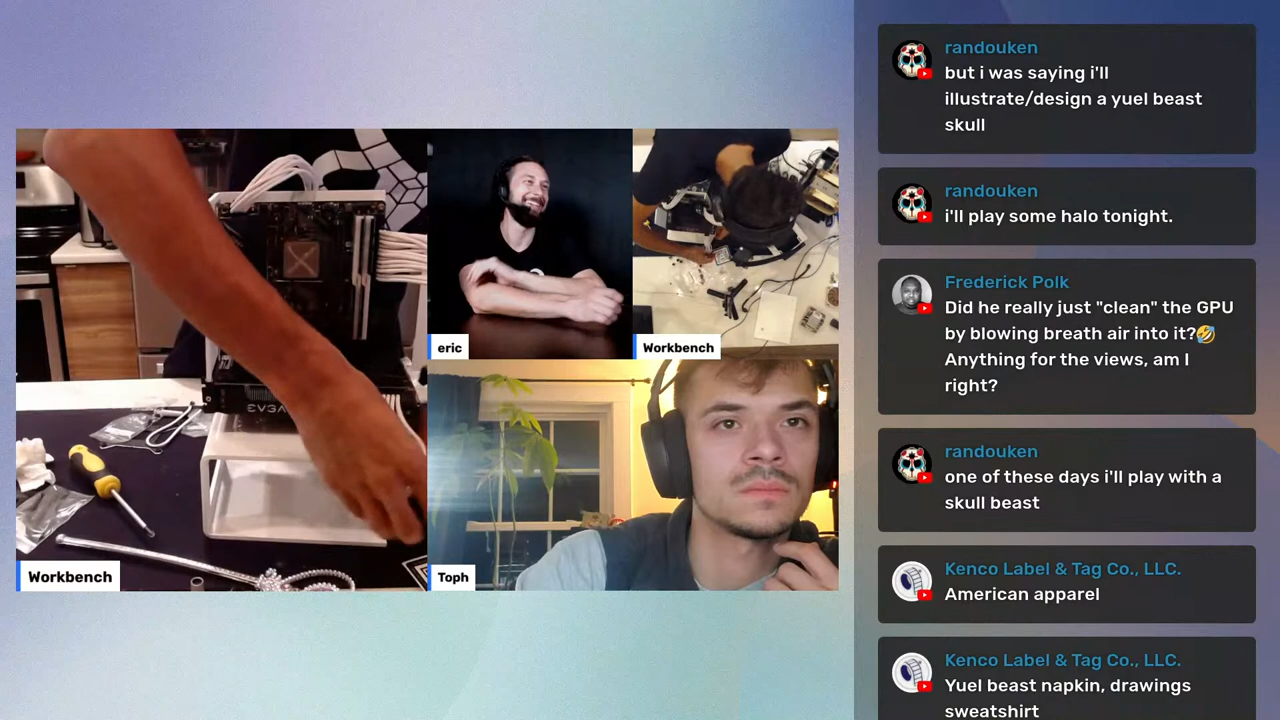 randouken
but i was saying i'll
illustrate/design a yuel beast
skull
randouken
i'll play some halo tonight.
Frederick Polk
Did he really just "clean" the GPU
by blowing breath air into it?🤣
Anything for the views, am I
right?
randouken
one of these days i'll play with a
skull beast
Kenco Label & Tag Co., LLC.
American apparel
Kenco Label & Tag Co., LLC.
Yuel beast napkin, drawings
sweatshirt
eric
Workbench
EVGA
Workbench
Toph